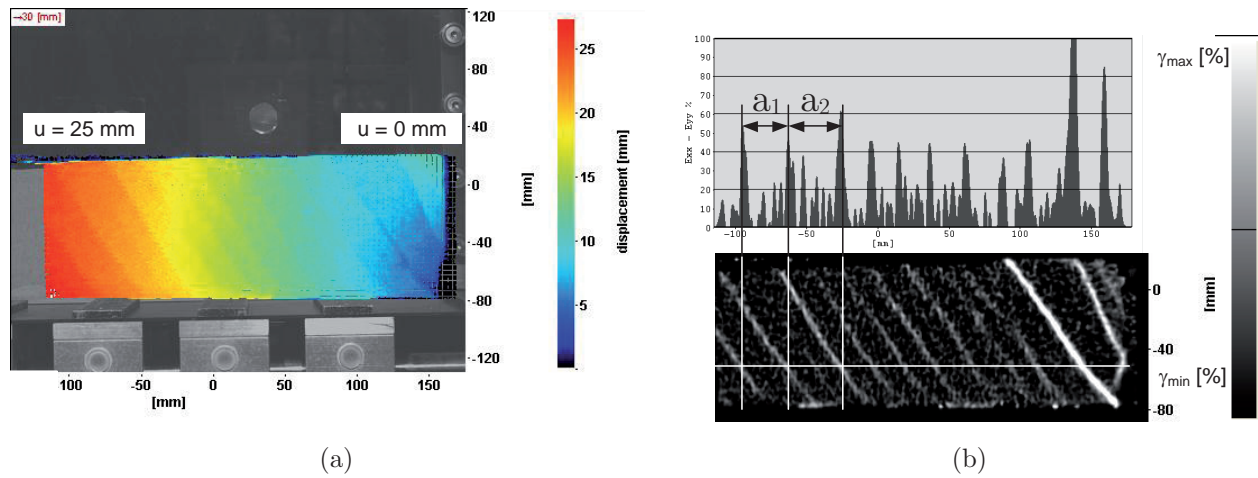 →30 [mm]
120
80
40
0
-40
-80
-120
[mm]
u = 25 mm
u = 0 mm
100
-50
0
50
100
150
[mm]
25
20
15
10
5
displacement [mm]
(a)
100
90
80
70
60
50
40
30
20
10
0
Exx - Eyy %
a1 a2
-100 -50 0 50 100 150
[mm]
0
-40
-80
[mm]
γmax [%]
γmin [%]
(b)